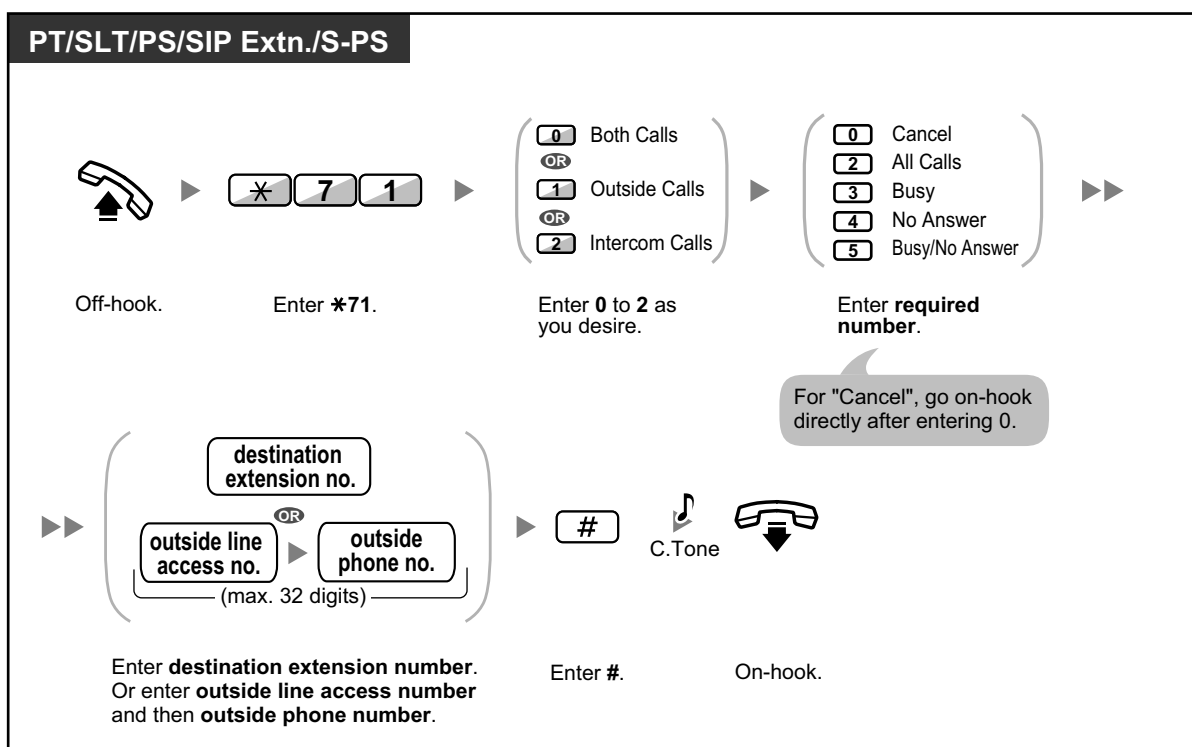 PT/SLT/PS/SIP Extn./S-PS
Off-hook.
7 1
Enter *71.
0 Both Calls
OR
1 Outside Calls
OR
2 Intercom Calls
Enter 0 to 2 as
you desire.
0 Cancel
2 All Calls
3 Busy
4 No Answer
5 Busy/No Answer
Enter required
number.
For "Cancel", go on-hook
directly after entering 0.
destination
extension no.
OR
outside line
access no.
outside
phone no.
(max. 32 digits)
Enter destination extension number.
Or enter outside line access number
and then outside phone number.
#
Enter #.
C.Tone
On-hook.